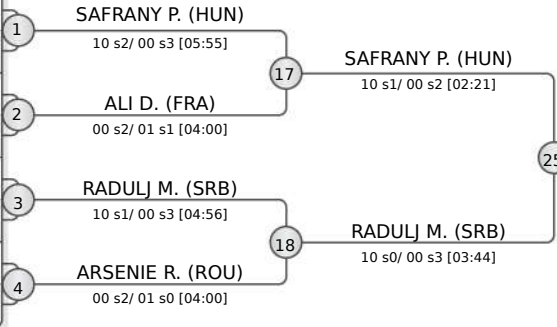 SAFRANY P. (HUN)
1
10 s2/ 00 s3 [05:55]
SAFRANY P. (HUN)
17
10 s1/ 00 s2 [02:21]
ALI D. (FRA)
2
00 s2/ 01 s1 [04:00]
25
RADULJ M. (SRB)
3
10 s1/ 00 s3 [04:56]
RADULJ M. (SRB)
18
10 s0/ 00 s3 [03:44]
ARSENIE R. (ROU)
4
00 s2/ 01 s0 [04:00]